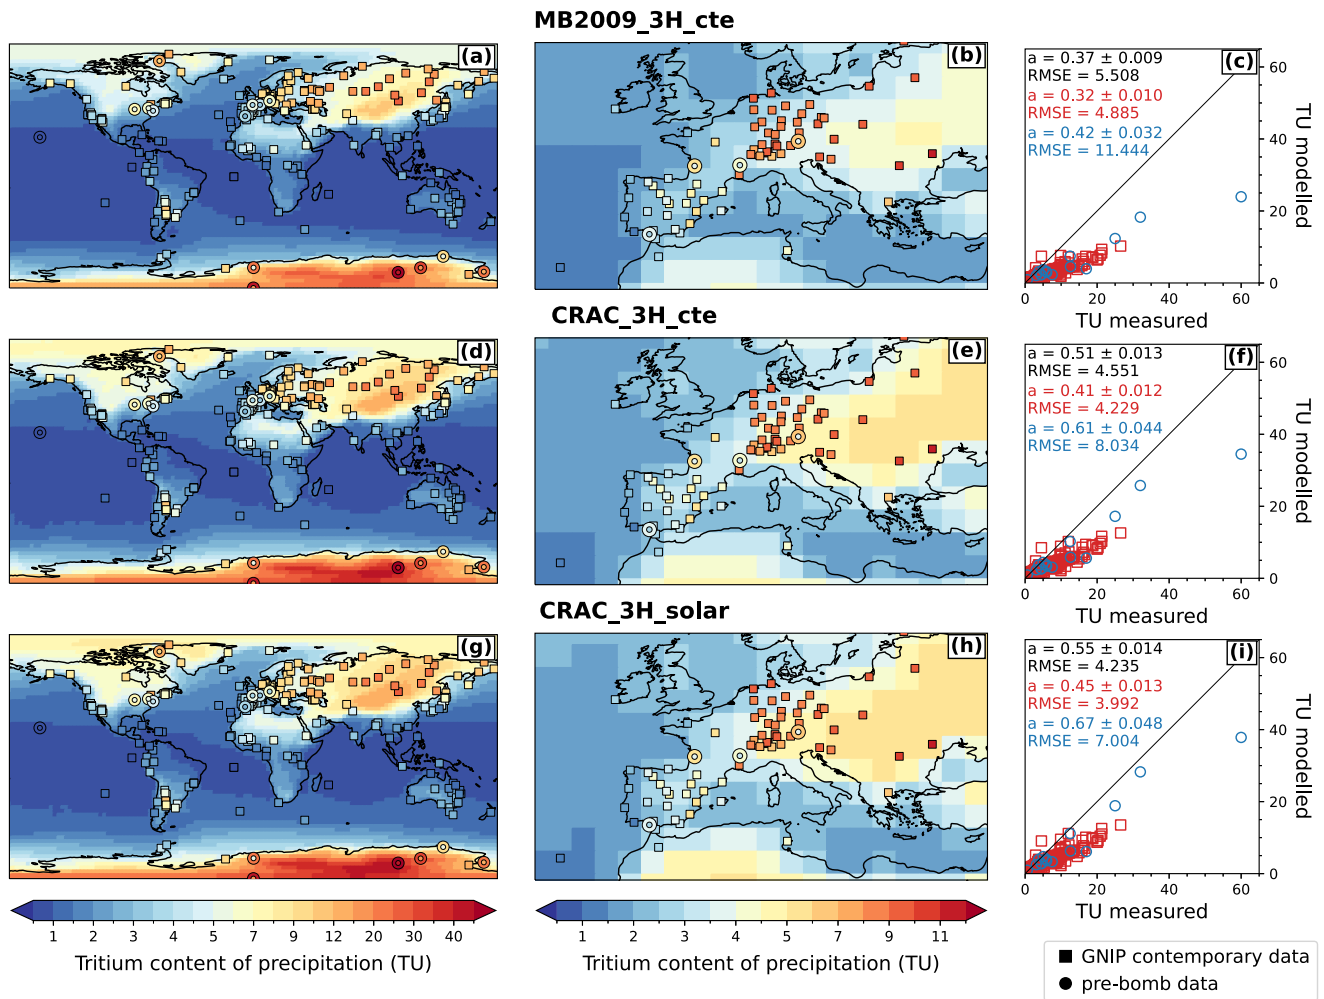 MB2009_3H_cte
(a)
(b)
(c)
a = 0.37 ± 0.009
RMSE = 5.508
a = 0.32 ± 0.010
RMSE = 4.885
a = 0.42 ± 0.032
RMSE = 11.444
60
40
20
0
TU modelled
0 20 40 60
TU measured
CRAC_3H_cte
(d)
(e)
(f)
a = 0.51 ± 0.013
RMSE = 4.551
a = 0.41 ± 0.012
RMSE = 4.229
a = 0.61 ± 0.044
RMSE = 8.034
60
40
20
0
TU modelled
0 20 40 60
TU measured
CRAC_3H_solar
(g)
(h)
(i)
a = 0.55 ± 0.014
RMSE = 4.235
a = 0.45 ± 0.013
RMSE = 3.992
a = 0.67 ± 0.048
RMSE = 7.004
60
40
20
0
TU modelled
0 20 40 60
TU measured
1 2 3 5 7 9 12 20 30 40
Tritium content of precipitation (TU)
1 3 5 7 9 11
Tritium content of precipitation (TU)
GNIP contemporary data
pre-bomb data